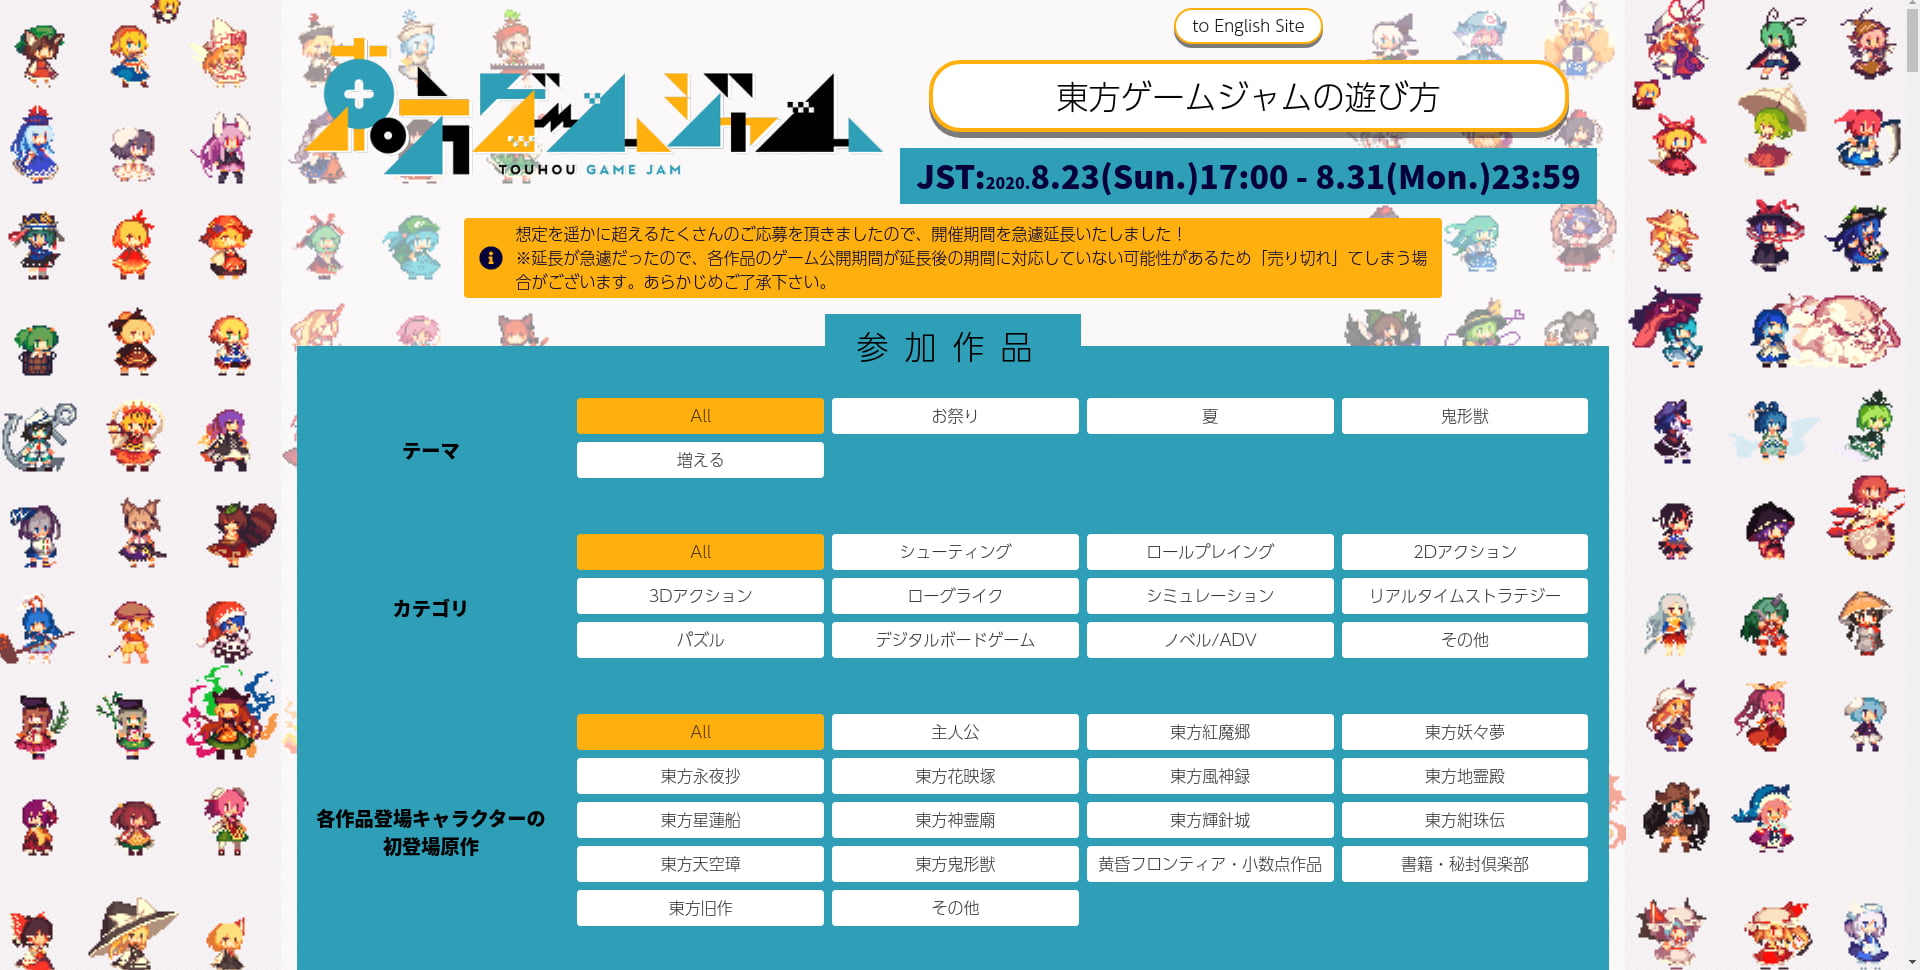 to English Site
東方ゲームジャム
TOUHOU GAME JAM
東方ゲームジャムの遊び方
JST:2020.8.23(Sun.)17:00 - 8.31(Mon.)23:59
想定を遥かに超えるたくさんのご応募を頂きましたので、開催期間を急遽延長いたしました！
※延長が急遽だったので、各作品のゲーム公開期間が延長後の期間に対応していない可能性があるため「売り切れ」てしまう場
合がございます。あらかじめご了承下さい。
参加作品
テーマ
All
お祭り
夏
鬼形獣
増える
カテゴリ
All
シューティング
ロールプレイング
2Dアクション
3Dアクション
ローグライク
シミュレーション
リアルタイムストラテジー
パズル
デジタルボードゲーム
ノベル/ADV
その他
各作品登場キャラクターの
初登場原作
All
主人公
東方紅魔郷
東方妖々夢
東方永夜抄
東方花映塚
東方風神録
東方地霊殿
東方星蓮船
東方神霊廟
東方輝針城
東方紺珠伝
東方天空璋
東方鬼形獣
黄昏フロンティア・小数点作品
書籍・秘封倶楽部
東方旧作
その他